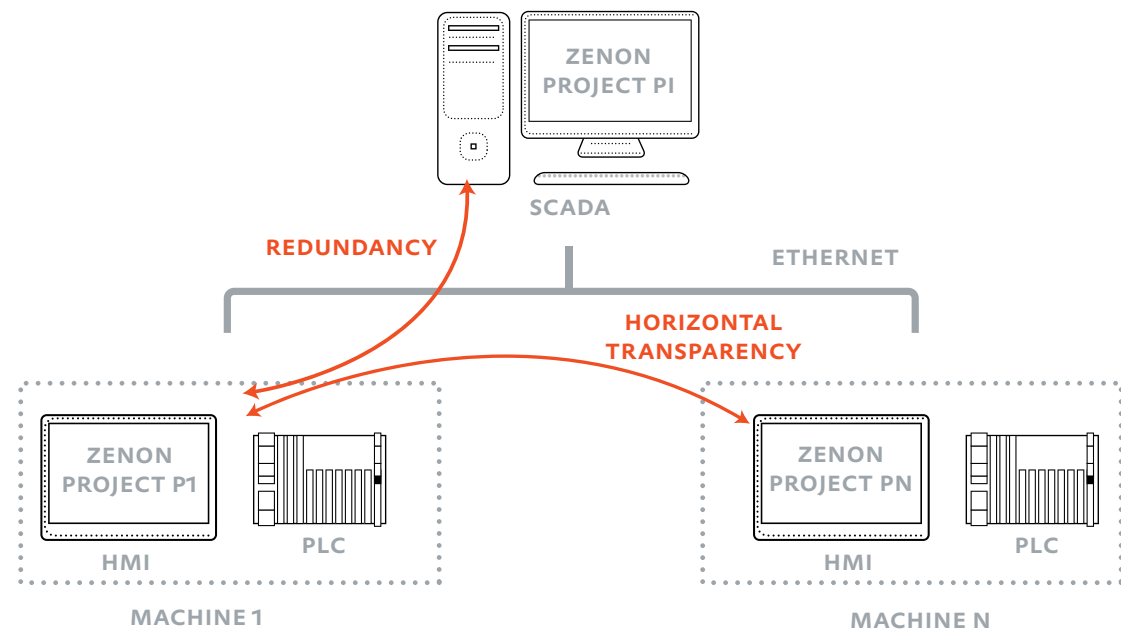 ZENON
PROJECT PI
SCADA
REDUNDANCY
ETHERNET
HORIZONTAL
TRANSPARENCY
ZENON
PROJECT P1
HMI
PLC
MACHINE 1
ZENON
PROJECT PN
HMI
PLC
MACHINE N